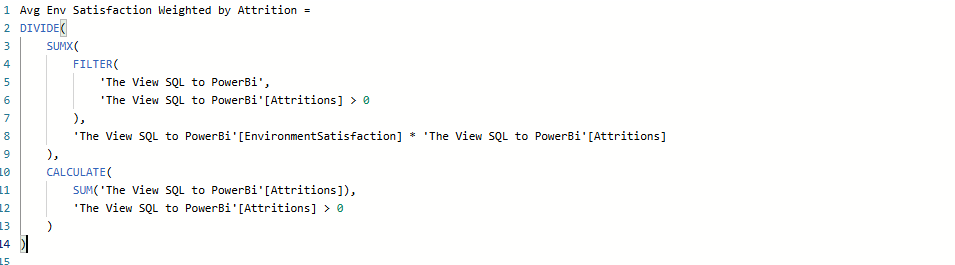 1 Avg Env Satisfaction Weighted by Attrition =
2 DIVIDE(
3 SUMX(
4 FILTER(
5 'The View SQL to PowerBi',
6 'The View SQL to PowerBi'[Attritions] > 0
7 ),
8 'The View SQL to PowerBi'[EnvironmentSatisfaction] * 'The View SQL to PowerBi'[Attritions]
9 ),
10 CALCULATE(
11 SUM('The View SQL to PowerBi'[Attritions]),
12 'The View SQL to PowerBi'[Attritions] > 0
13 )
14 )
15